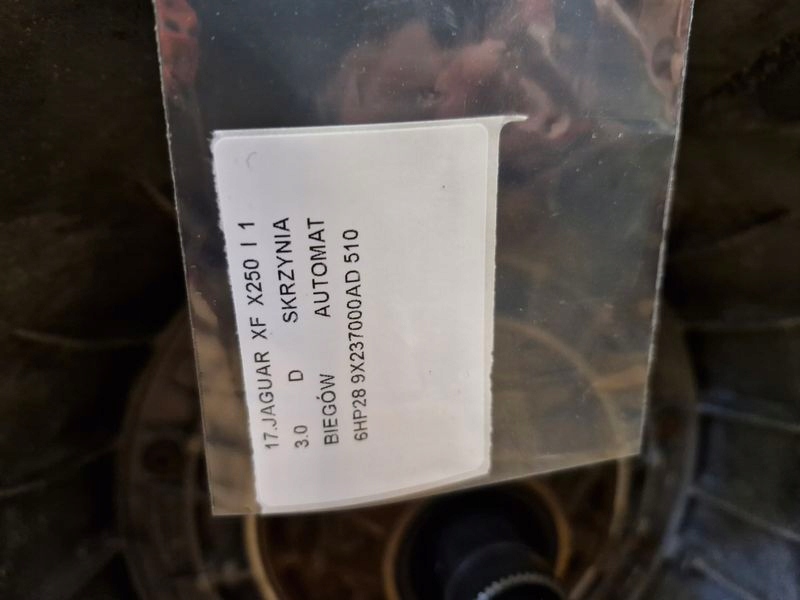 17.JAGUAR XF X250 I 1
3.0 D SKRZYNIA
BIEGÓW AUTOMAT
6HP28 9X237000AD 510